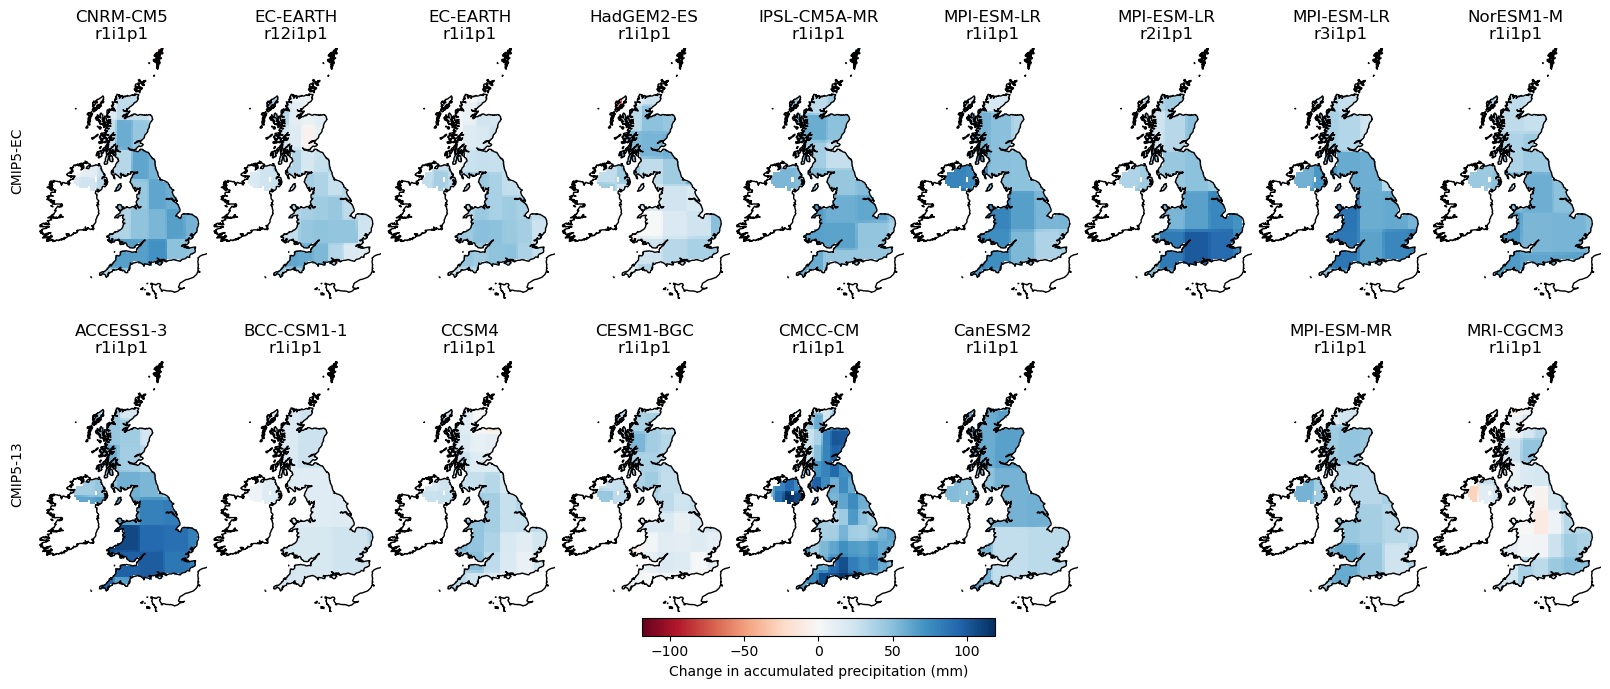 CNRM-CM5
r1i1p1
EC-EARTH
r12i1p1
EC-EARTH
r1i1p1
HadGEM2-ES
r1i1p1
IPSL-CM5A-MR
r1i1p1
MPI-ESM-LR
r1i1p1
MPI-ESM-LR
r2i1p1
MPI-ESM-LR
r3i1p1
NorESM1-M
r1i1p1
CMIP5-EC
ACCESS1-3
r1i1p1
BCC-CSM1-1
r1i1p1
CCSM4
r1i1p1
CESM1-BGC
r1i1p1
CMCC-CM
r1i1p1
CanESM2
r1i1p1
MPI-ESM-MR
r1i1p1
MRI-CGCM3
r1i1p1
CMIP5-13
−100 −50 0 50 100
Change in accumulated precipitation (mm)